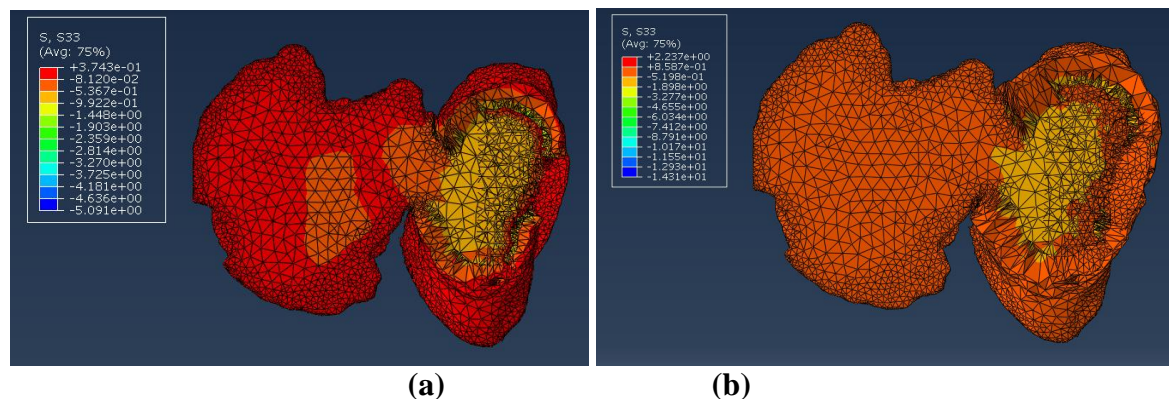 S, S33
(Avg: 75%)
+3.743e-01
-8.120e-02
-5.367e-01
-9.922e-01
-1.448e+00
-1.903e+00
-2.359e+00
-2.814e+00
-3.270e+00
-3.725e+00
-4.181e+00
-4.636e+00
-5.091e+00
S, S33
(Avg: 75%)
+2.237e+00
+8.587e-01
-5.198e-01
-1.898e+00
-3.277e+00
-4.655e+00
-6.034e+00
-7.412e+00
-8.791e+00
-1.017e+01
-1.155e+01
-1.293e+01
-1.431e+01
(a)
(b)